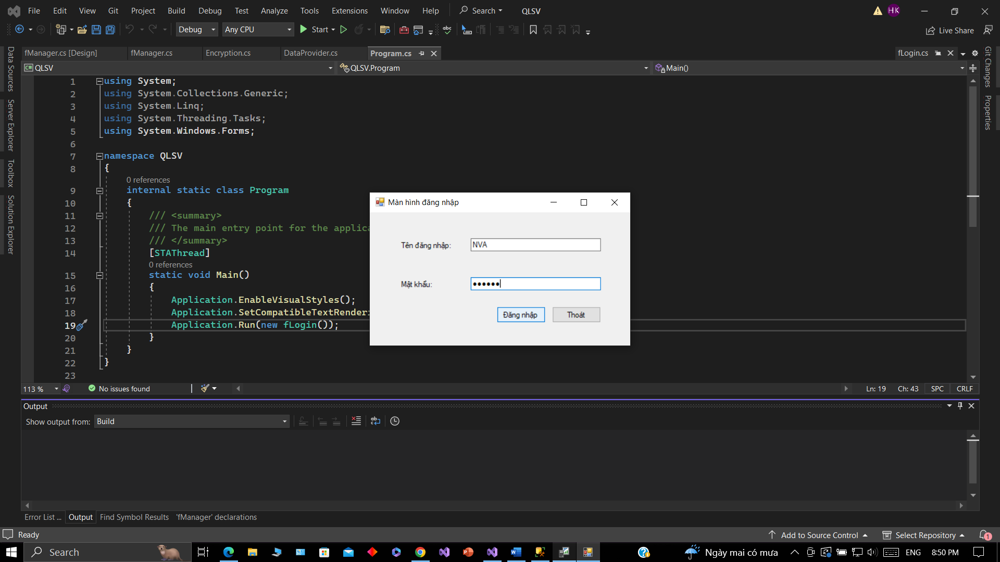 File Edit View Git Project Build Debug Test Analyze Tools Extensions Window Help Search QLSV HK
Debug Any CPU Start Live Share
fManager.cs [Design] fManager.cs Encryption.cs DataProvider.cs Program.cs fLogin.cs
C# QLSV QLSV.Program Main()
Data Sources
Server Explorer
Toolbox
Solution Explorer
Git Changes
Properties
1 using System;
2 using System.Collections.Generic;
3 using System.Linq;
4 using System.Threading.Tasks;
5 using System.Windows.Forms;
6
7 namespace QLSV
8 {
0 references
9 internal static class Program
10 {
11 /// <summary>
12 /// The main entry point for the applica
13 /// </summary>
14 [STAThread]
0 references
15 static void Main()
16 {
17 Application.EnableVisualStyles();
18 Application.SetCompatibleTextRenderi
19 Application.Run(new fLogin());
20 }
21 }
22 }
23
Màn hình đăng nhập
Tên đăng nhập: NVA
Mật khẩu: ••••••
Đăng nhập Thoát
113 % No issues found Ln: 19 Ch: 43 SPC CRLF
Output
Show output from: Build
Error List ... Output Find Symbol Results 'fManager' declarations
Ready Add to Source Control Select Repository 1
Search Ngày mai có mưa ENG 8:50 PM